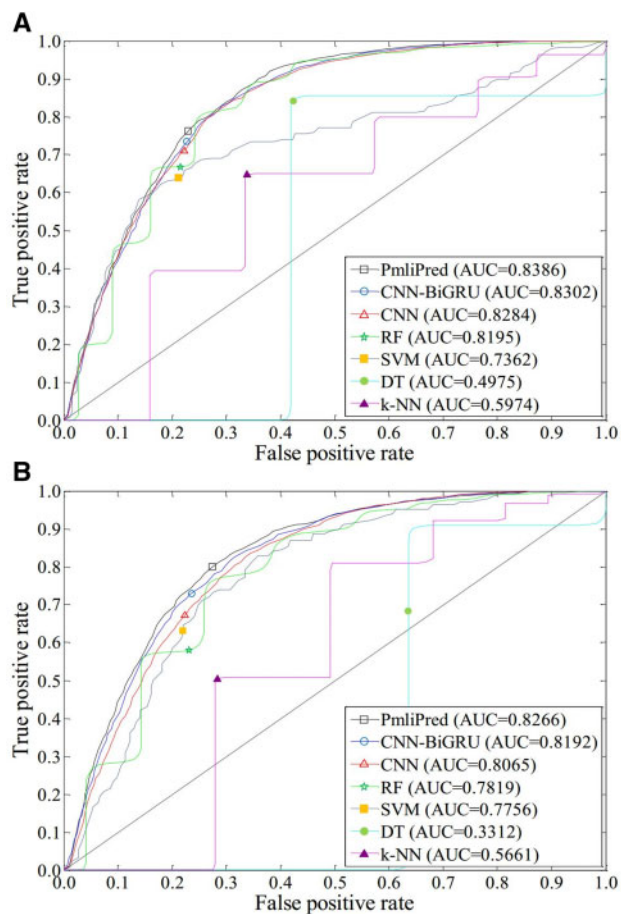 A
1.0
0.9
0.8
0.7
0.6
0.5
0.4
0.3
0.2
0.1
0.0
True positive rate
PmliPred (AUC=0.8386)
CNN-BiGRU (AUC=0.8302)
CNN (AUC=0.8284)
RF (AUC=0.8195)
SVM (AUC=0.7362)
DT (AUC=0.4975)
k-NN (AUC=0.5974)
0.0 0.1 0.2 0.3 0.4 0.5 0.6 0.7 0.8 0.9 1.0
False positive rate
B
1.0
0.9
0.8
0.7
0.6
0.5
0.4
0.3
0.2
0.1
0.0
True positive rate
PmliPred (AUC=0.8266)
CNN-BiGRU (AUC=0.8192)
CNN (AUC=0.8065)
RF (AUC=0.7819)
SVM (AUC=0.7756)
DT (AUC=0.3312)
k-NN (AUC=0.5661)
0.0 0.1 0.2 0.3 0.4 0.5 0.6 0.7 0.8 0.9 1.0
False positive rate